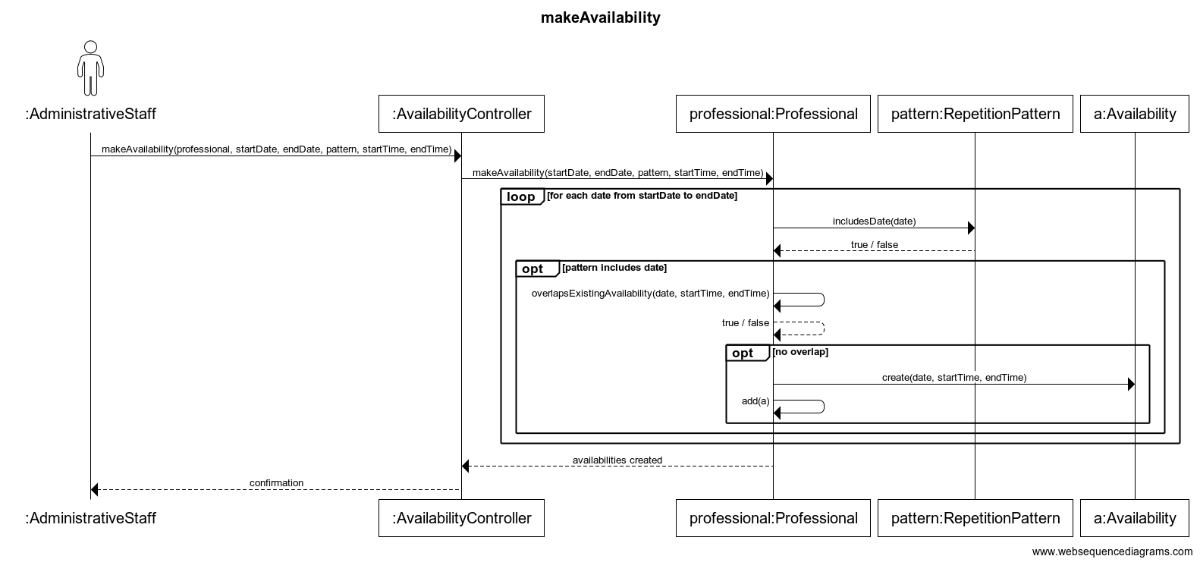 makeAvailability
:AdministrativeStaff
:AvailabilityController
professional:Professional
pattern:RepetitionPattern
a:Availability
makeAvailability(professional, startDate, endDate, pattern, startTime, endTime)
makeAvailability(startDate, endDate, pattern, startTime, endTime)
loop
[for each date from startDate to endDate]
includesDate(date)
true / false
opt
[pattern includes date]
overlapsExistingAvailability(date, startTime, endTime)
true / false
opt
[no overlap]
create(date, startTime, endTime)
add(a)
availabilities created
confirmation
:AdministrativeStaff
:AvailabilityController
professional:Professional
pattern:RepetitionPattern
a:Availability
www.websequencediagrams.com